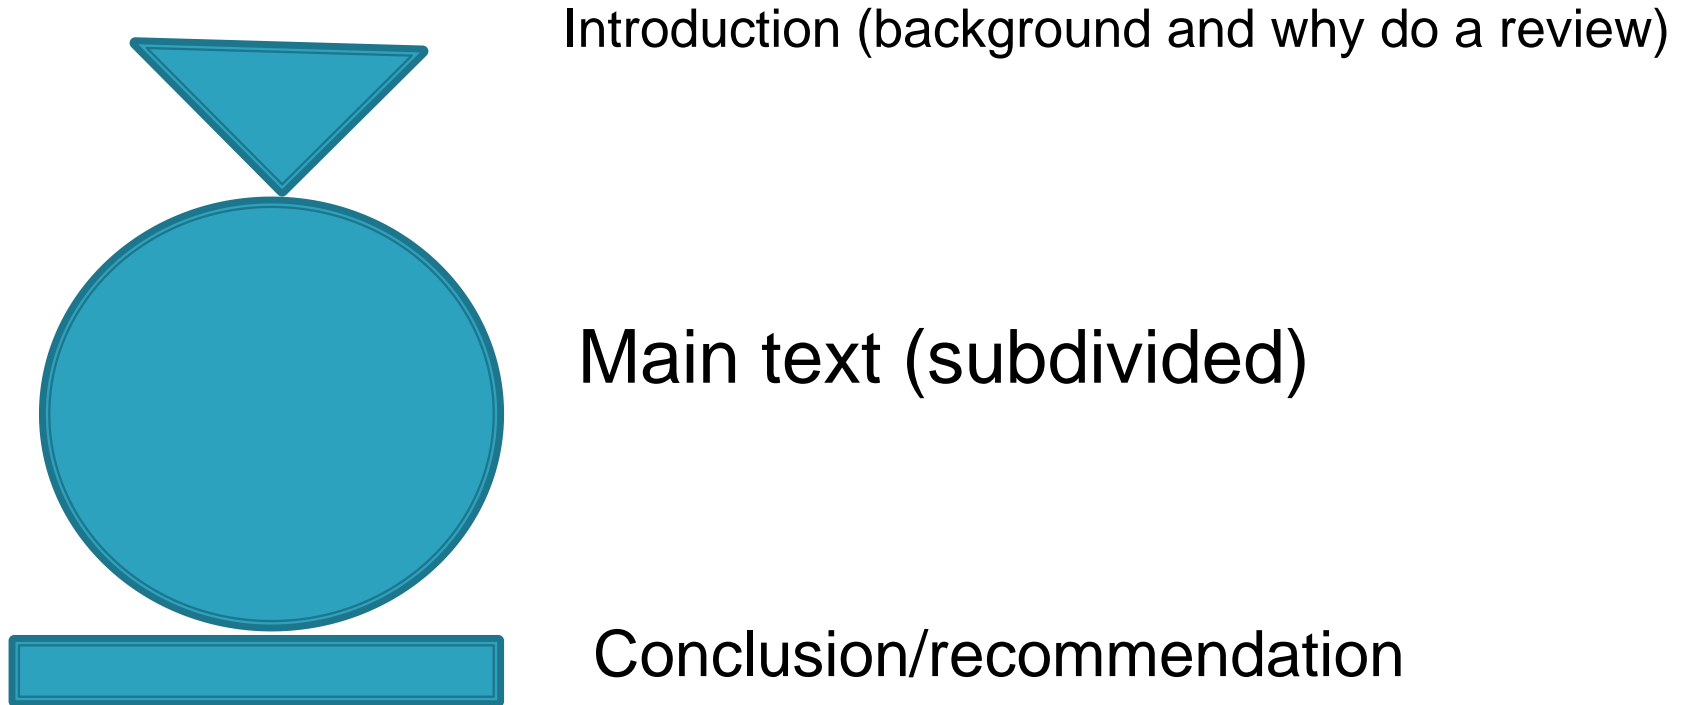 Introduction (background and why do a review)
Main text (subdivided)
Conclusion/recommendation